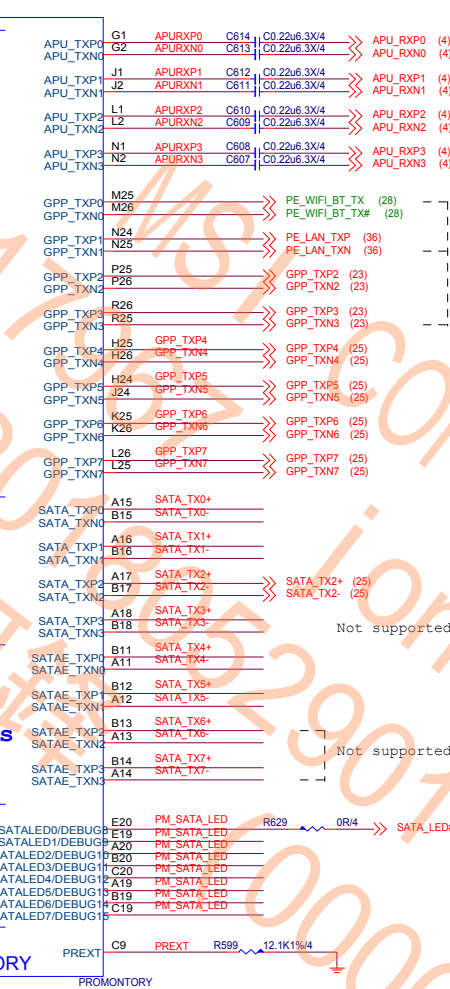 APU_TXP0 G1 APURXP0 C614 C0.22u6.3X/4 APU_RXP0 (4)
APU_TXN0 G2 APURXN0 C613 C0.22u6.3X/4 APU_RXN0 (4)
APU_TXP1 J1 APURXP1 C612 C0.22u6.3X/4 APU_RXP1 (4)
APU_TXN1 J2 APURXN1 C611 C0.22u6.3X/4 APU_RXN1 (4)
APU_TXP2 L1 APURXP2 C610 C0.22u6.3X/4 APU_RXP2 (4)
APU_TXN2 L2 APURXN2 C609 C0.22u6.3X/4 APU_RXN2 (4)
APU_TXP3 N1 APURXP3 C608 C0.22u6.3X/4 APU_RXP3 (4)
APU_TXN3 N2 APURXN3 C607 C0.22u6.3X/4 APU_RXN3 (4)
GPP_TXP0 M25 PE_WIFI_BT_TX (28)
GPP_TXN0 M26 PE_WIFI_BT_TX# (28)
GPP_TXP1 N24 PE_LAN_TXP (36)
GPP_TXN1 N25 PE_LAN_TXN (36)
GPP_TXP2 P25 GPP_TXP2 (23)
GPP_TXN2 P26 GPP_TXN2 (23)
GPP_TXP3 R26 GPP_TXP3 (23)
GPP_TXN3 R25 GPP_TXN3 (23)
GPP_TXP4 H25 GPP_TXP4 GPP_TXP4 (25)
GPP_TXN4 H26 GPP_TXN4 GPP_TXN4 (25)
GPP_TXP5 H24 GPP_TXP5 GPP_TXP5 (25)
GPP_TXN5 J24 GPP_TXN5 GPP_TXN5 (25)
GPP_TXP6 K25 GPP_TXP6 GPP_TXP6 (25)
GPP_TXN6 K26 GPP_TXN6 GPP_TXN6 (25)
GPP_TXP7 L26 GPP_TXP7 GPP_TXP7 (25)
GPP_TXN7 L25 GPP_TXN7 GPP_TXN7 (25)
SATA_TXP0 A15 SATA_TX0+
SATA_TXN0 B15 SATA_TX0-
SATA_TXP1 A16 SATA_TX1+
SATA_TXN1 B16 SATA_TX1-
SATA_TXP2 A17 SATA_TX2+ SATA_TX2+ (25)
SATA_TXN2 B17 SATA_TX2- SATA_TX2- (25)
SATA_TXP3 A18 SATA_TX3+
SATA_TXN3 B18 SATA_TX3- Not supported
SATAE_TXP0 B11 SATA_TX4+
SATAE_TXN0 A11 SATA_TX4-
SATAE_TXP1 B12 SATA_TX5+
SATAE_TXN1 A12 SATA_TX5-
SATAE_TXP2 B13 SATA_TX6+
s SATAE_TXN2 A13 SATA_TX6-
Not supported
SATAE_TXP3 B14 SATA_TX7+
SATAE_TXN3 A14 SATA_TX7-
SATALED0/DEBUG8 E20 PM_SATA_LED R629 0R/4 SATA_LED#
SATALED1/DEBUG9 E19 PM_SATA_LED
ATALED2/DEBUG10 A20 PM_SATA_LED
ATALED3/DEBUG11 B20 PM_SATA_LED
ATALED4/DEBUG12 C20 PM_SATA_LED
ATALED5/DEBUG13 A19 PM_SATA_LED
ATALED6/DEBUG14 B19 PM_SATA_LED
ATALED7/DEBUG15 C19 PM_SATA_LED
PREXT C9 PREXT R599 12.1K1%/4
ORY
PROMONTORY